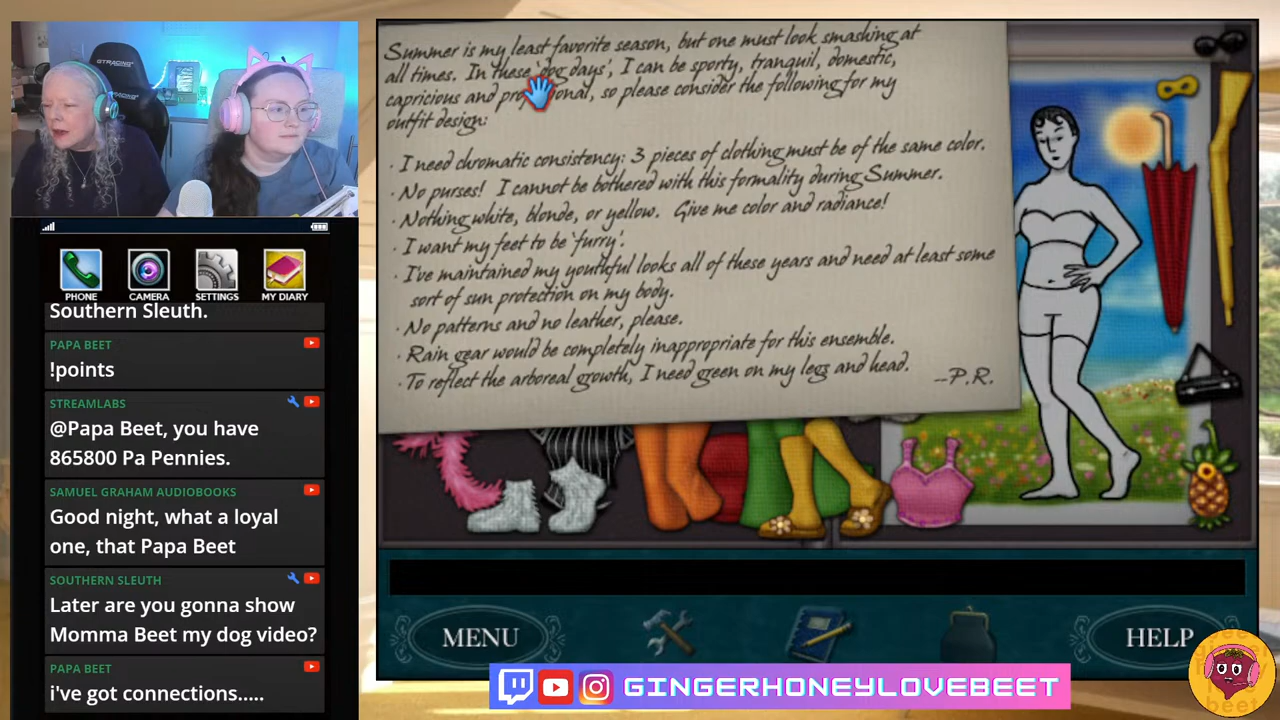 Summer is my least favorite season, but one must look smashing at
all times. In these 'dog days', I can be sporty, tranquil, domestic,
capricious and pro ional, so please consider the following for my
outfit design:
· I need chromatic consistency: 3 pieces of clothing must be of the same color.
· No purses! I cannot be bothered with this formality during Summer.
· Nothing white, blonde, or yellow. Give me color and radiance!
· I want my feet to be 'furry'.
· I've maintained my youthful looks all of these years and need at least some
sort of sun protection on my body.
· No patterns and no leather, please.
· Rain gear would be completely inappropriate for this ensemble.
· To reflect the arboreal growth, I need green on my legs and head.
--P.R.
GTRACING
PHONE
CAMERA
SETTINGS
MY DIARY
Southern Sleuth.
PAPA BEET
!points
STREAMLABS
@Papa Beet, you have
865800 Pa Pennies.
SAMUEL GRAHAM AUDIOBOOKS
Good night, what a loyal
one, that Papa Beet
SOUTHERN SLEUTH
Later are you gonna show
Momma Beet my dog video?
PAPA BEET
i've got connections.....
MENU
HELP
GINGERHONEYLOVEBEET